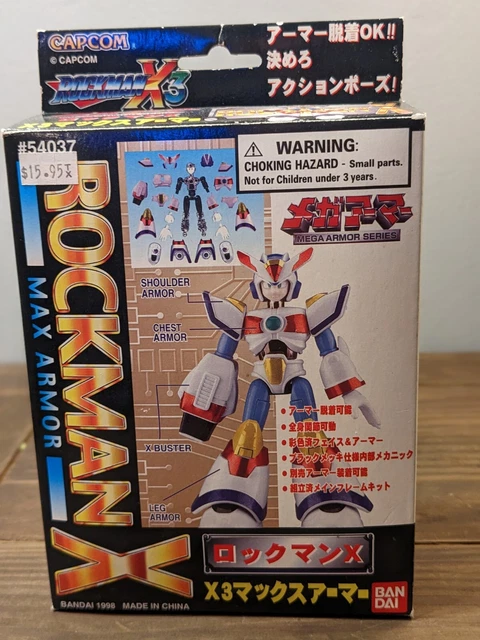 CAPCOM
© CAPCOM
ROCKMAN X3
アーマー脱着OK!!
決めろ
アクションポーズ!
#54037
$15.95x
ROCKMAN X
MAX ARMOR
WARNING:
CHOKING HAZARD - Small parts.
Not for Children under 3 years.
メガアーマー
MEGA ARMOR SERIES
SHOULDER
ARMOR
CHEST
ARMOR
X BUSTER
LEG
ARMOR
• アーマー脱着可能
• 全身関節可動
• 彩色済フェイス&アーマー
• ブラックメッキ仕様内部メカニック
• 別売アーマー装着可能
• 組立済メインフレームキット
ロックマンX
X3マックスアーマー
BAN
DAI
BANDAI 1998 MADE IN CHINA